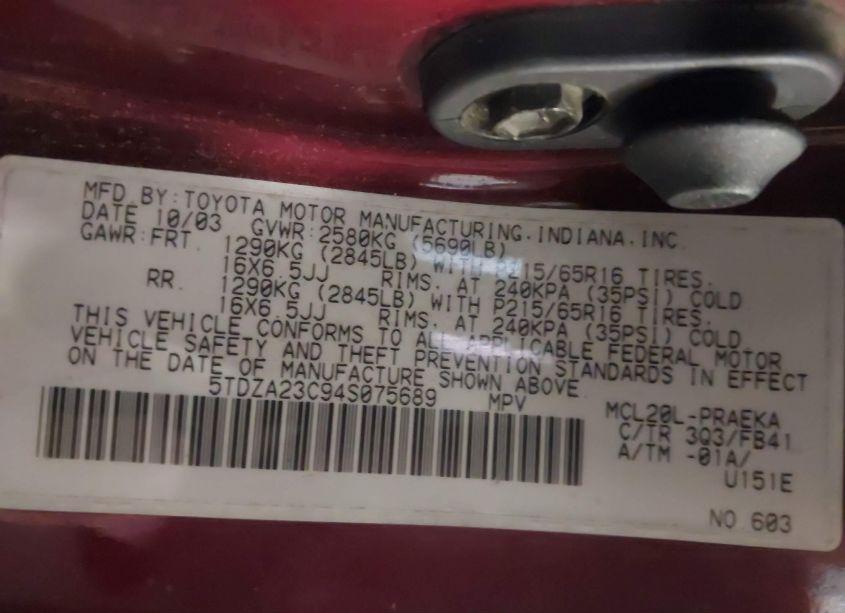 MFD BY:TOYOTA MOTOR MANUFACTURING.INDIANA.INC.
DATE 10/03 GVWR:2580KG (5690LB)
GAWR:FRT. 1290KG (2845LB) WITH P215/65R16 TIRES.
16X6.5JJ RIMS. AT 240KPA (35PSI) COLD
RR. 1290KG (2845LB) WITH P215/65R16 TIRES.
16X6.5JJ RIMS. AT 240KPA (35PSI) COLD.
THIS VEHICLE CONFORMS TO ALL APPLICABLE FEDERAL MOTOR
VEHICLE SAFETY AND THEFT PREVENTION STANDARDS IN EFFECT
ON THE DATE OF MANUFACTURE SHOWN ABOVE.
5TDZA23C94S075689 MPV
MCL20L-PRAEKA
C/TR 3Q3/FB41
A/TM -01A/
U151E
NO 603